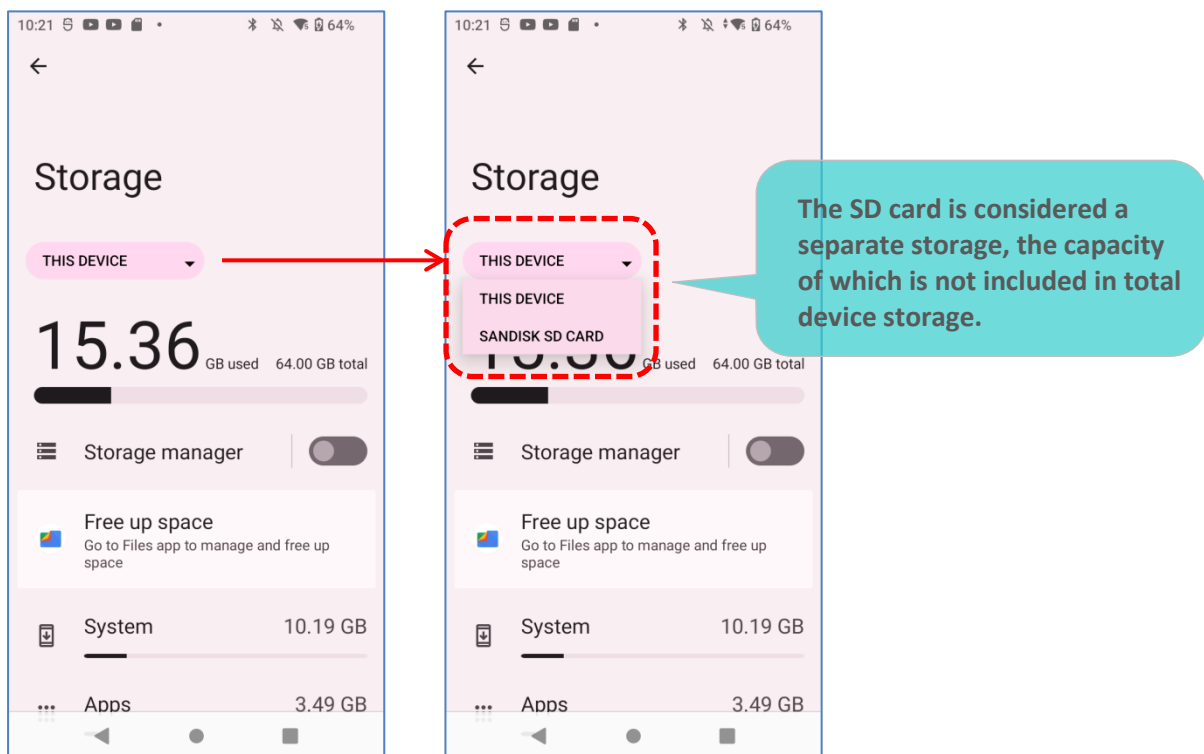 10:21
64%
Storage
THIS DEVICE
15.36 GB used 64.00 GB total
Storage manager
Free up space
Go to Files app to manage and free up
space
System 10.19 GB
Apps 3.49 GB
10:21
64%
Storage
THIS DEVICE
THIS DEVICE
SANDISK SD CARD
15.36 GB used 64.00 GB total
Storage manager
Free up space
Go to Files app to manage and free up
space
System 10.19 GB
Apps 3.49 GB
The SD card is considered a
separate storage, the capacity
of which is not included in total
device storage.